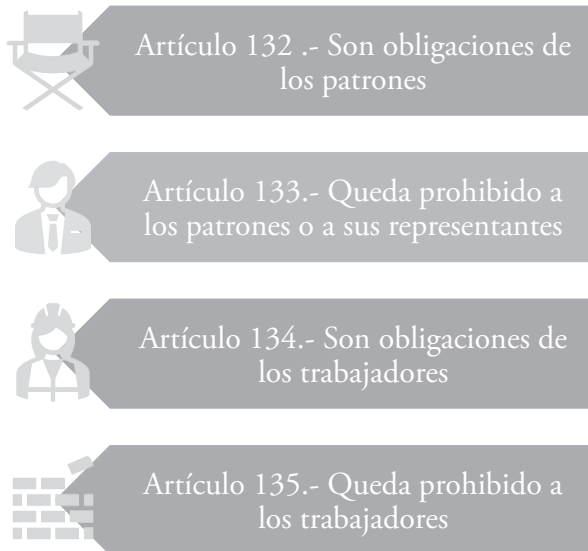 Artículo 132 .- Son obligaciones de
los patrones
Artículo 133.- Queda prohibido a
los patrones o a sus representantes
Artículo 134.- Son obligaciones de
los trabajadores
Artículo 135.- Queda prohibido a
los trabajadores